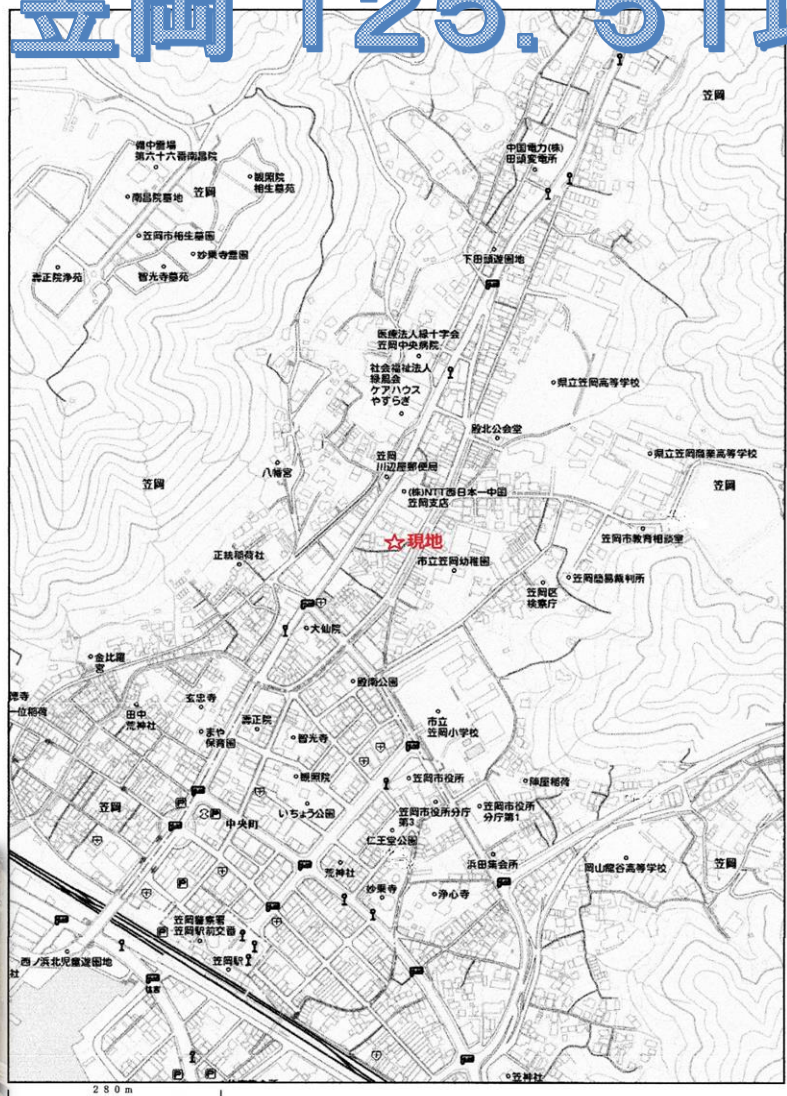 笠岡 125.51
笠岡
中国電力(株)
田頭変電所
備中霊場
第六十六番南昌院
観照院
相生墓苑
笠岡
南昌院墓地
笠岡市相生墓園
妙乗寺霊園
壽正院浄苑
智光寺墓苑
下田頭遊園地
医療法人緑十字会
笠岡中央病院
社会福祉法人
緑風会
ケアハウス
やすらぎ
県立笠岡高等学校
殿北公会堂
県立笠岡商業高等学校
笠岡
川辺屋郵便局
八幡宮
笠岡
笠岡
(株)NTT西日本一中国
笠岡支店
☆現地
笠岡市教育相談室
正統稲荷社
市立笠岡幼稚園
笠岡簡易裁判所
笠岡区
検察庁
大仙院
金比羅
宮
殿南公園
徳寺
一位稲荷
玄忠寺
田中
荒神社
壽正院
市立
笠岡小学校
まや
保育園
智光寺
観照院
笠岡市役所
陣屋稲荷
笠岡
いちょう公園
笠岡市役所分庁
第3
笠岡市役所
分庁第1
中央町
仁王堂公園
浜田集会所
荒神社
岡山龍谷高等学校
笠岡
妙乗寺
浄心寺
笠岡警察署
笠岡駅前交番
西ノ浜北児童遊園地
笠岡駅
社
住吉
笠神社
280m